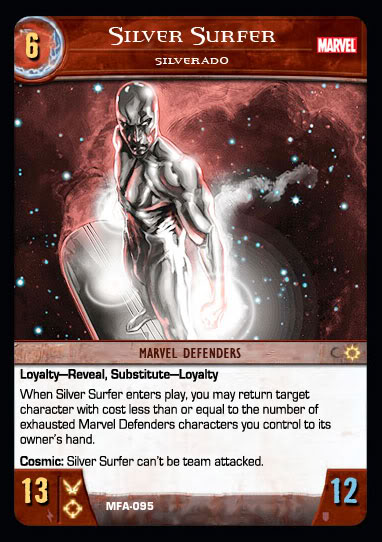 6
SILVER SURFER
SILVERADO
MARVEL
MARVEL DEFENDERS
C
Loyalty—Reveal, Substitute—Loyalty
When Silver Surfer enters play, you may return target
character with cost less than or equal to the number of
exhausted Marvel Defenders characters you control to its
owner's hand.
Cosmic: Silver Surfer can't be team attacked.
13
MFA-095
12